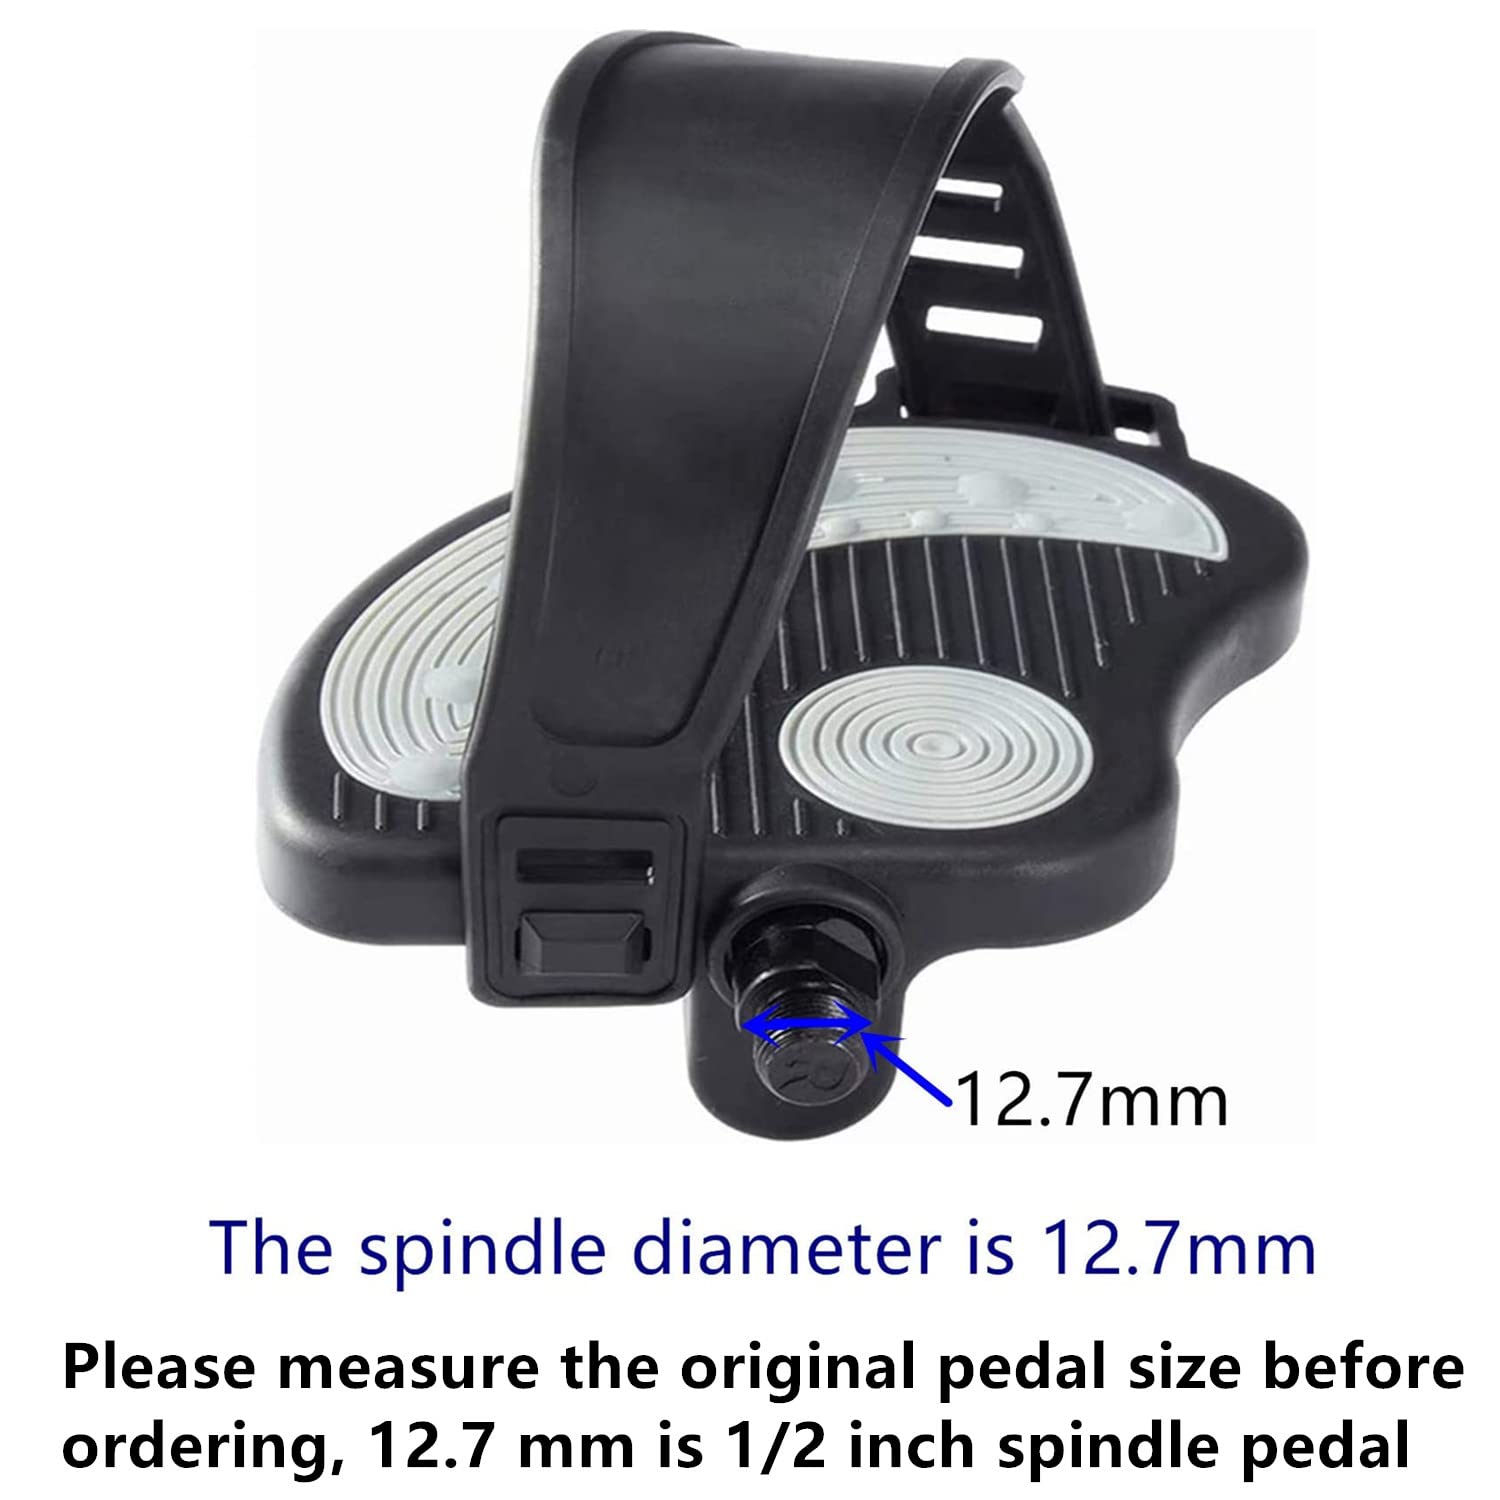 12.7mm
The spindle diameter is 12.7mm
Please measure the original pedal size before
ordering, 12.7 mm is 1/2 inch spindle pedal